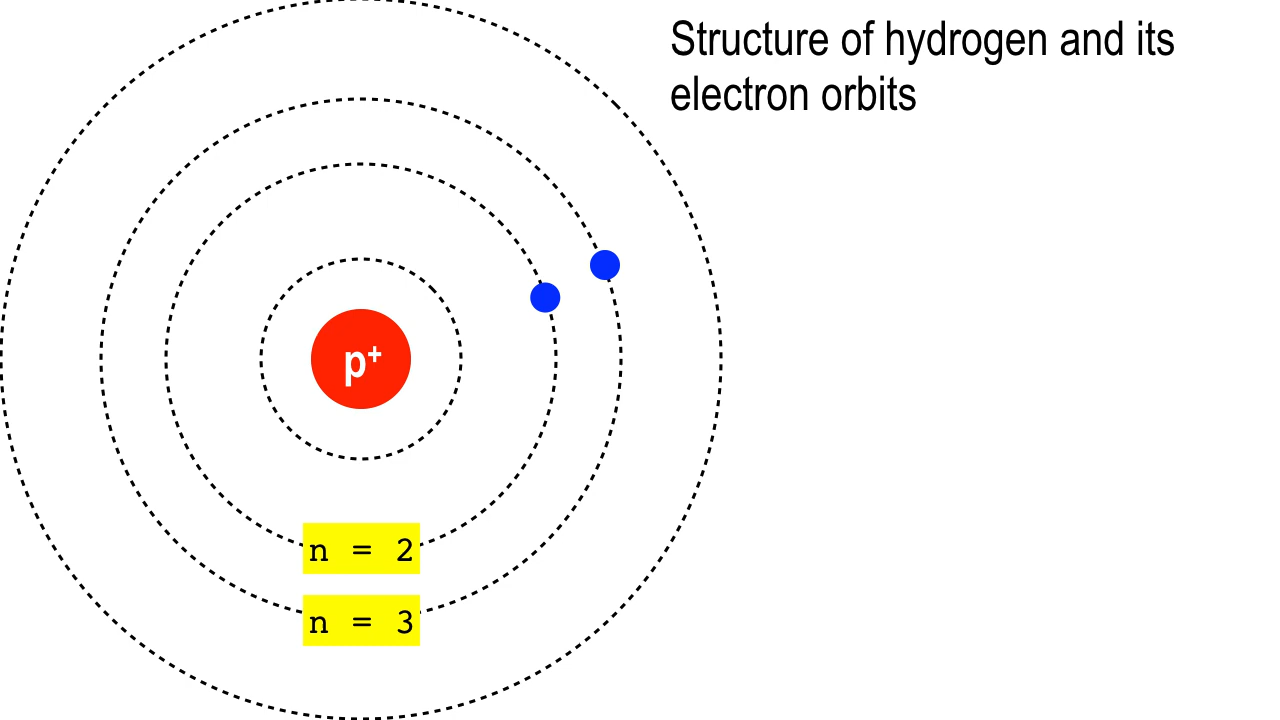 Structure of hydrogen and its
electron orbits
p⁺
n = 2
n = 3